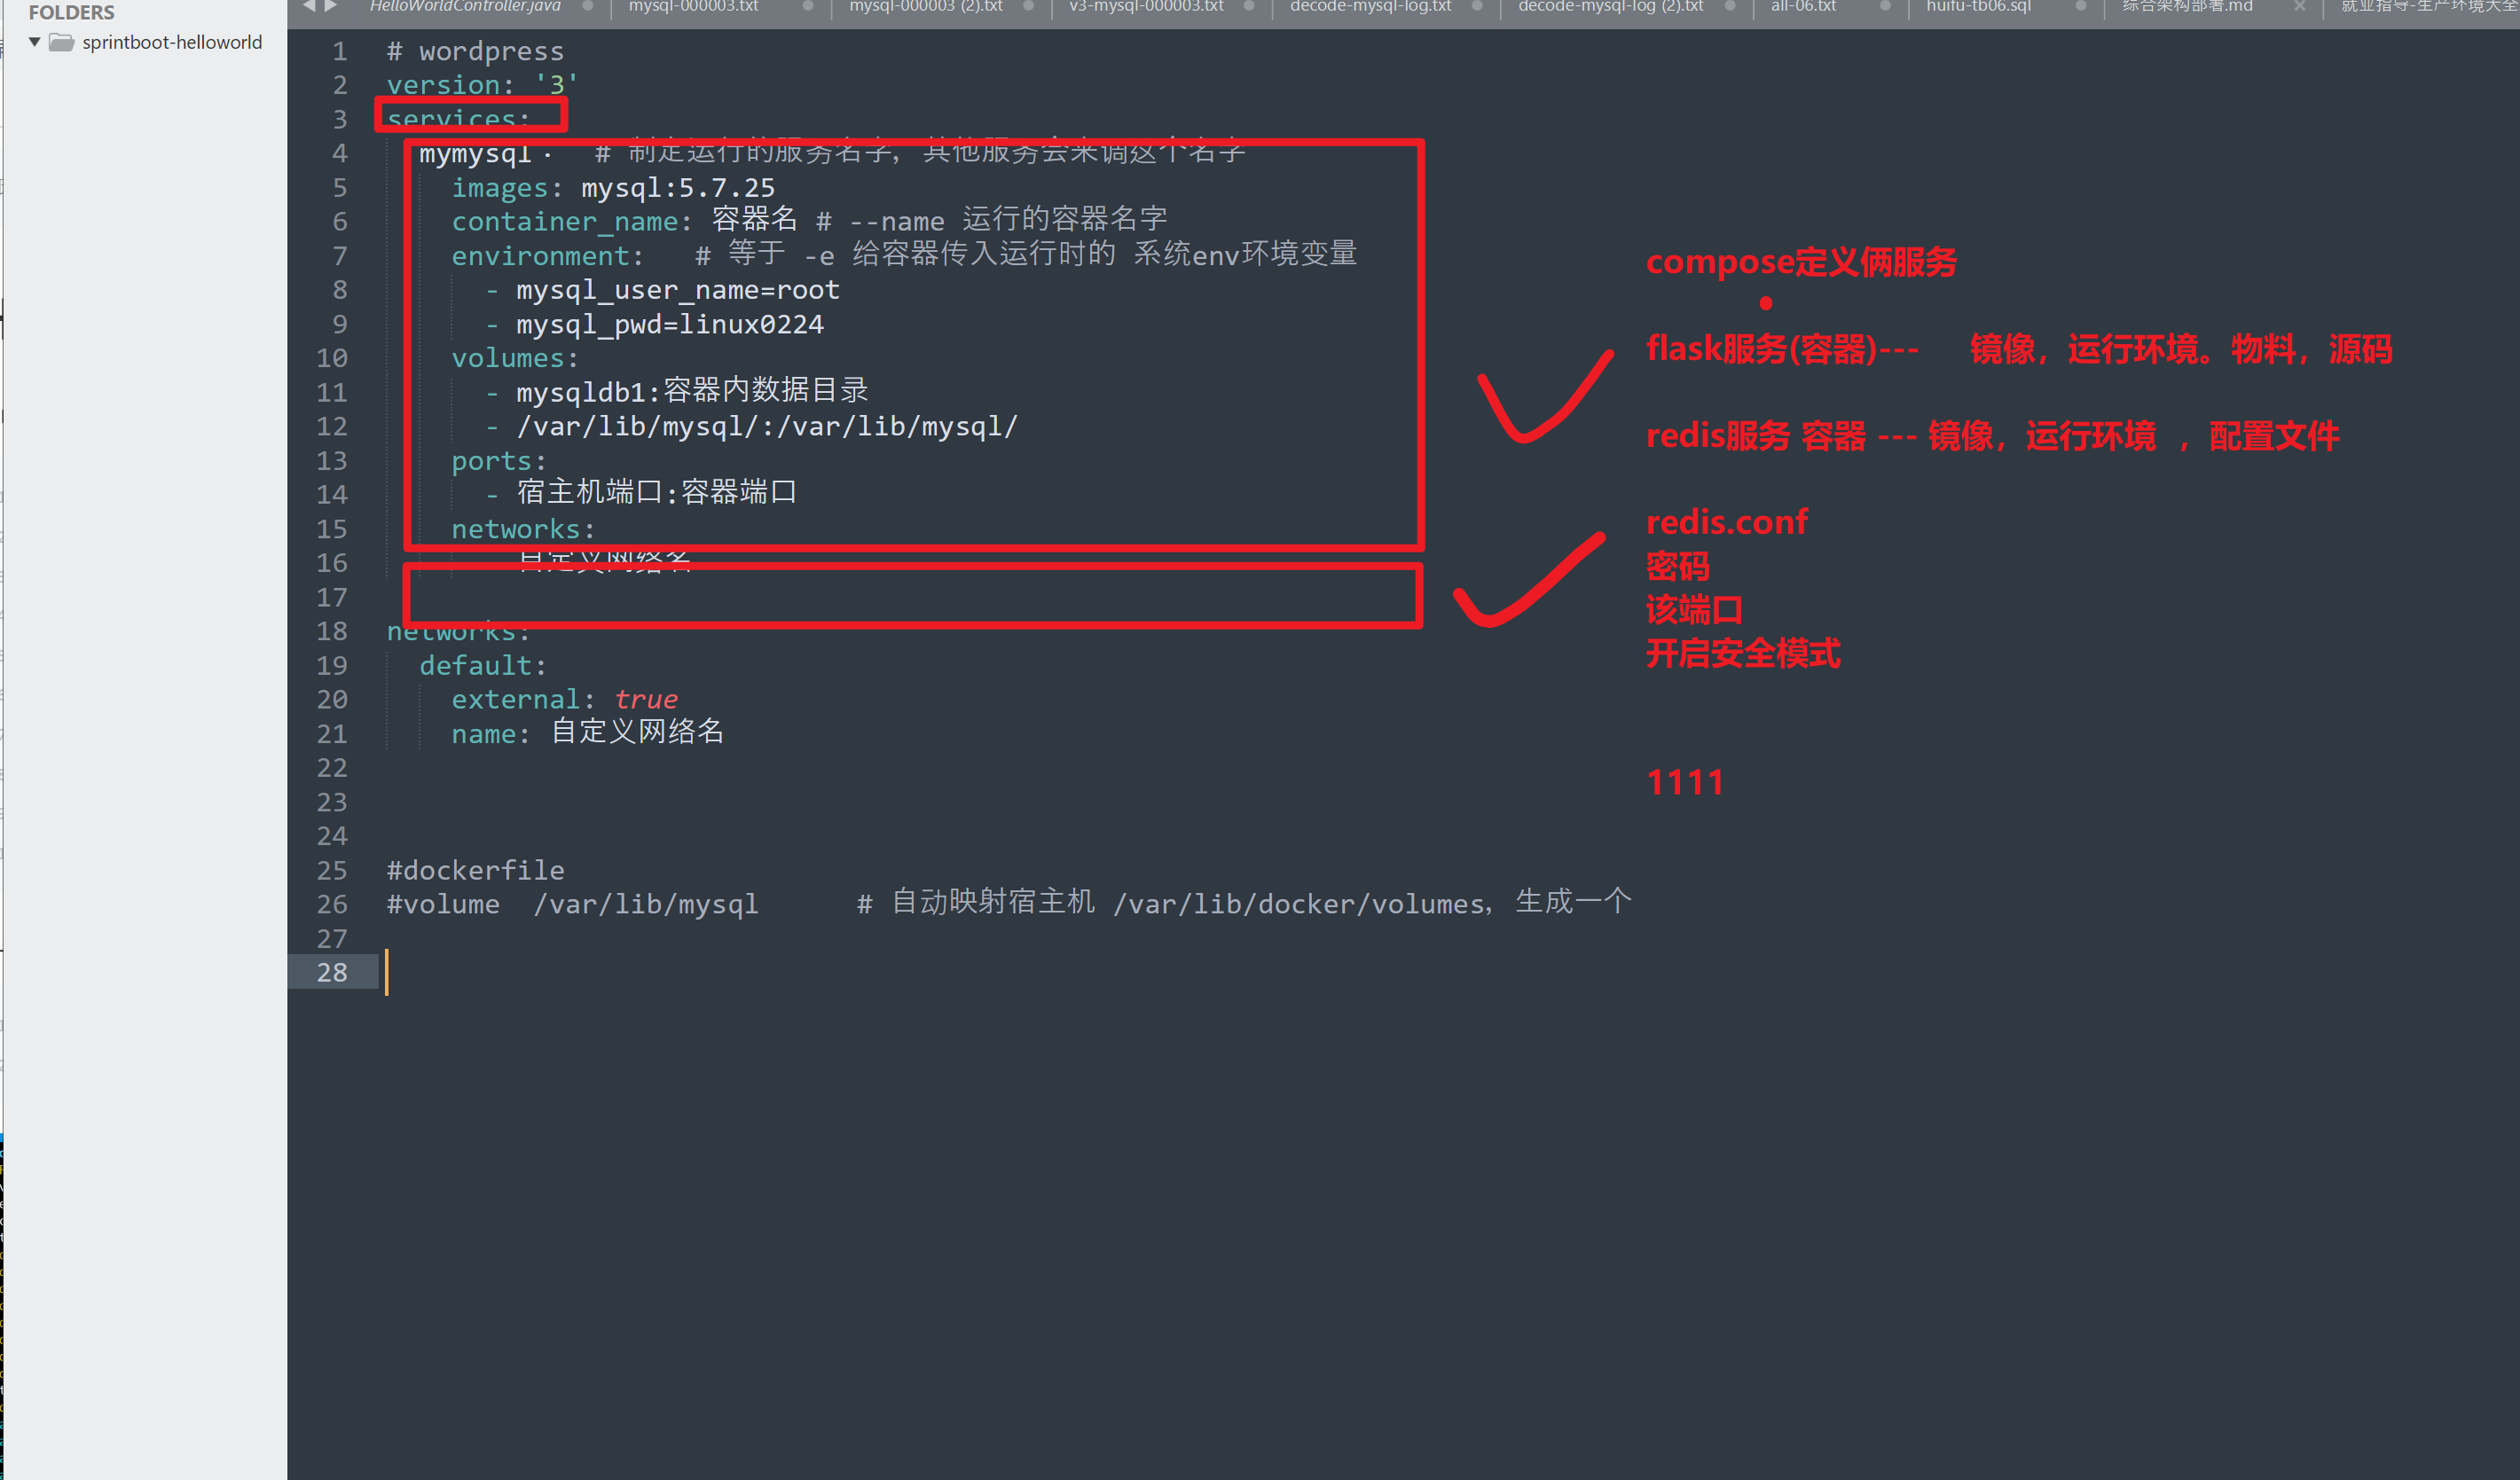 FOLDERS
sprintboot-helloworld
HelloWorldController.java
mysql-000003.txt
mysql-000003 (2).txt
v3-mysql-000003.txt
decode-mysql-log.txt
decode-mysql-log (2).txt
all-06.txt
huifu-tb06.sql
综合架构部署.md
就业指导-生产环境大全
1 # wordpress
2 version: '3'
3 services:
4 mymysql: # 制定运行的服务名字, 其他服务会来调这个名字
5 images: mysql:5.7.25
6 container_name: 容器名 # --name 运行的容器名字
7 environment: # 等于 -e 给容器传入运行时的 系统env环境变量
8 - mysql_user_name=root
9 - mysql_pwd=linux0224
10 volumes:
11 - mysqldb1:容器内数据目录
12 - /var/lib/mysql/:/var/lib/mysql/
13 ports:
14 - 宿主机端口:容器端口
15 networks:
16 自定义网络名
17
18 networks:
19 default:
20 external: true
21 name: 自定义网络名
22
23
24
25 #dockerfile
26 #volume /var/lib/mysql # 自动映射宿主机 /var/lib/docker/volumes, 生成一个
27
28
compose定义俩服务
flask服务(容器)--- 镜像，运行环境。物料，源码
redis服务 容器 --- 镜像，运行环境 ，配置文件
redis.conf
密码
该端口
开启安全模式
1111